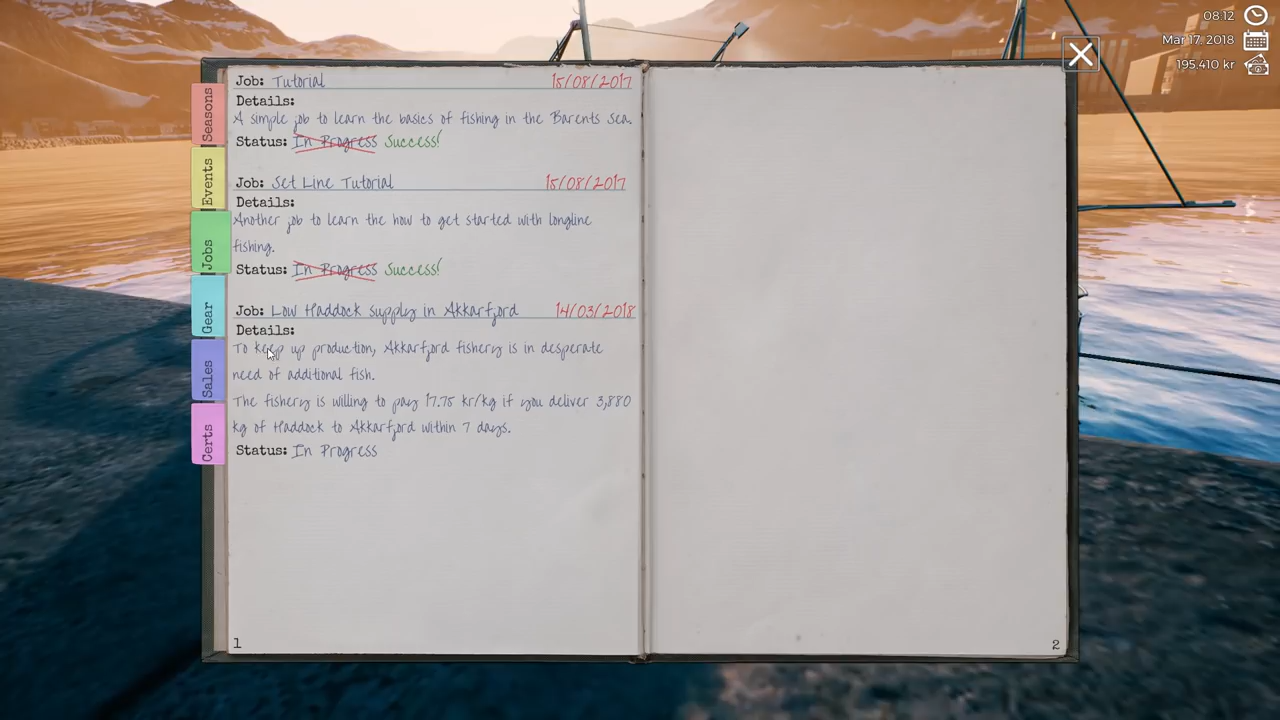 08:12
Mar 17, 2018
195,410 kr
Seasons
Events
Jobs
Gear
Sales
Certs
Job: Tutorial 15/08/2017
Details:
A simple job to learn the basics of fishing in the Barents Sea.
Status: In Progress Success!
Job: Set Line Tutorial 15/08/2017
Details:
Another job to learn the how to get started with longline
fishing.
Status: In Progress Success!
Job: Low Haddock supply in Akkarfjord 14/03/2018
Details:
To keep up production, Akkarfjord fishery is in desperate
need of additional fish.
The fishery is willing to pay 17.75 kr/kg if you deliver 3,880
kg of Haddock to Akkarfjord within 7 days.
Status: In Progress
1
2